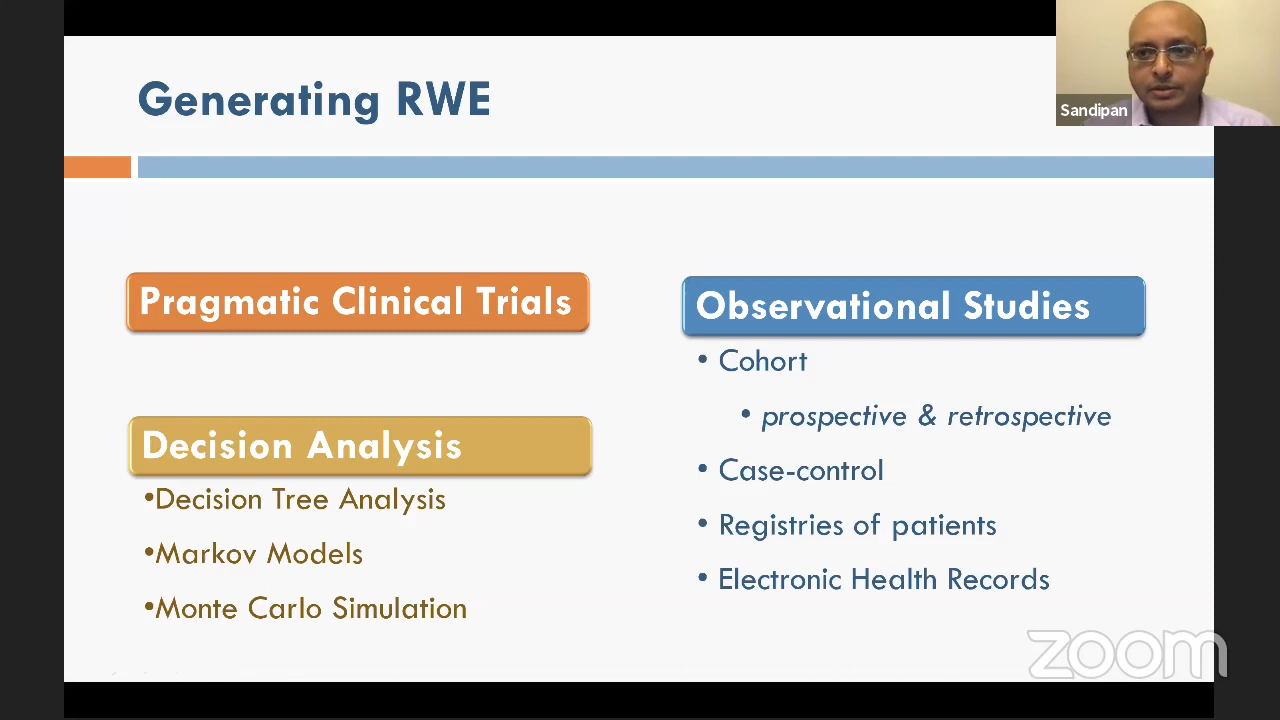 Generating RWE
Sandipan
Pragmatic Clinical Trials
Decision Analysis
•Decision Tree Analysis
•Markov Models
•Monte Carlo Simulation
Observational Studies
• Cohort
• prospective & retrospective
• Case-control
• Registries of patients
• Electronic Health Records
zoom